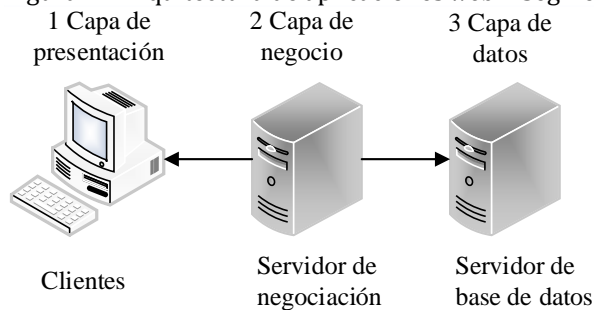 1 Capa de
presentación
2 Capa de
negocio
3 Capa de
datos
Clientes
Servidor de
negociación
Servidor de
base de datos